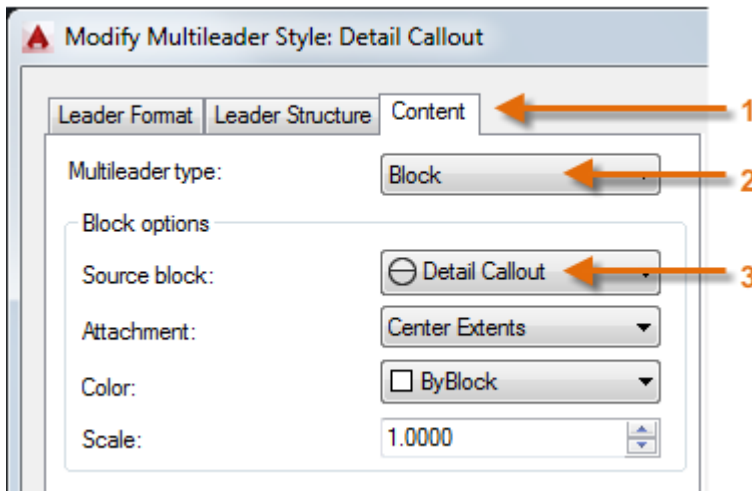 Modify Multileader Style: Detail Callout
Leader Format Leader Structure Content 1
Multileader type: Block 2
Block options
Source block: Detail Callout 3
Attachment: Center Extents
Color: ByBlock
Scale: 1.0000